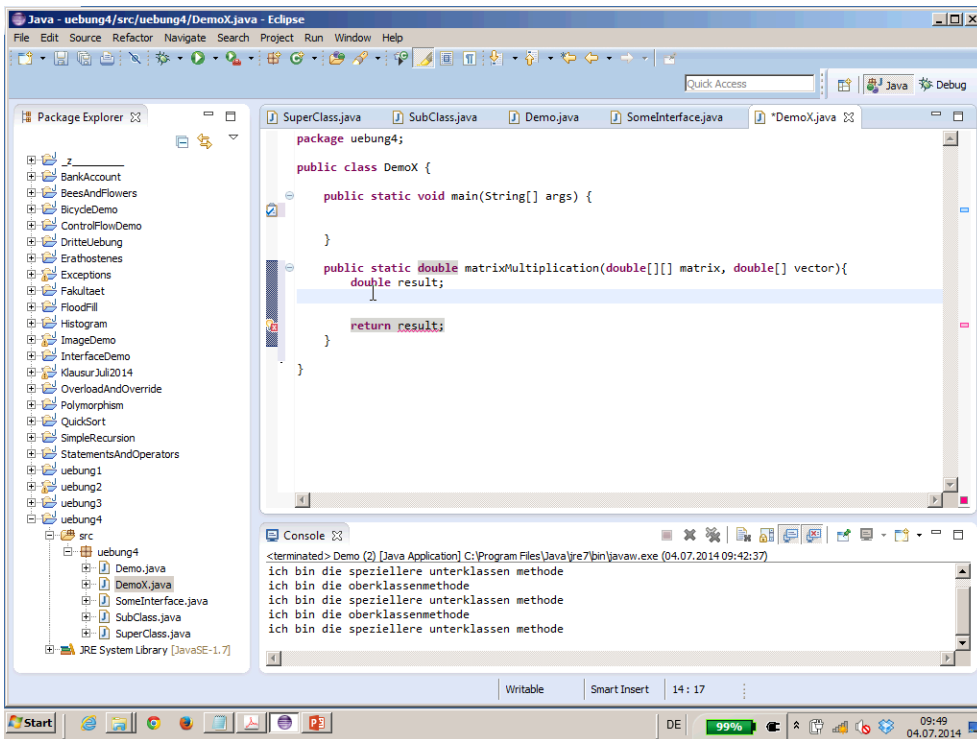 Java - uebung4/src/uebung4/DemoX.java - Eclipse
File Edit Source Refactor Navigate Search Project Run Window Help
Quick Access
Java
Debug
Package Explorer
_z_________
BankAccount
BeesAndFlowers
BicycleDemo
ControlFlowDemo
DritteUebung
Erathostenes
Exceptions
Fakultaet
FloodFill
Histogram
ImageDemo
InterfaceDemo
KlausurJuli2014
OverloadAndOverride
Polymorphism
QuickSort
SimpleRecursion
StatementsAndOperators
uebung1
uebung2
uebung3
uebung4
src
uebung4
Demo.java
DemoX.java
SomeInterface.java
SubClass.java
SuperClass.java
JRE System Library [JavaSE-1.7]
SuperClass.java
SubClass.java
Demo.java
SomeInterface.java
*DemoX.java
package uebung4;
public class DemoX {
public static void main(String[] args) {
}
public static double matrixMultiplication(double[][] matrix, double[] vector){
double result;
return result;
}
}
Console
<terminated> Demo (2) [Java Application] C:\Program Files\Java\jre7\bin\javaw.exe (04.07.2014 09:42:37)
ich bin die speziellere unterklassen methode
ich bin die oberklassenmethode
ich bin die speziellere unterklassen methode
ich bin die oberklassenmethode
ich bin die speziellere unterklassen methode
Writable
Smart Insert
14 : 17
Start
DE
99%
09:49
04.07.2014